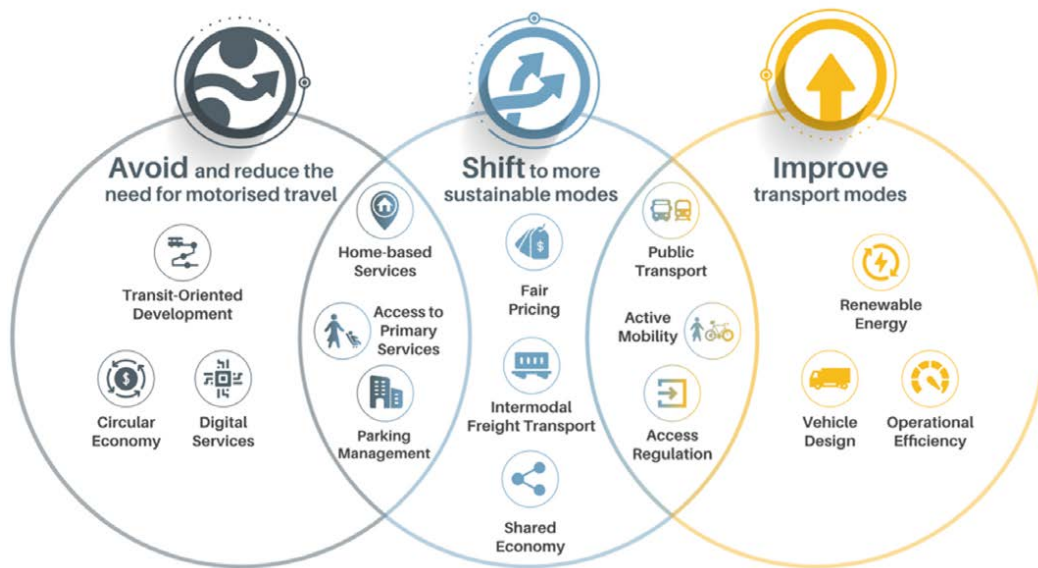 Avoid and reduce the
need for motorised travel
Transit-Oriented
Development
Circular
Economy
Digital
Services
Home-based
Services
Access to
Primary
Services
Parking
Management
Shift to more
sustainable modes
Fair
Pricing
Intermodal
Freight Transport
Shared
Economy
Public
Transport
Active
Mobility
Access
Regulation
Improve
transport modes
Renewable
Energy
Vehicle
Design
Operational
Efficiency